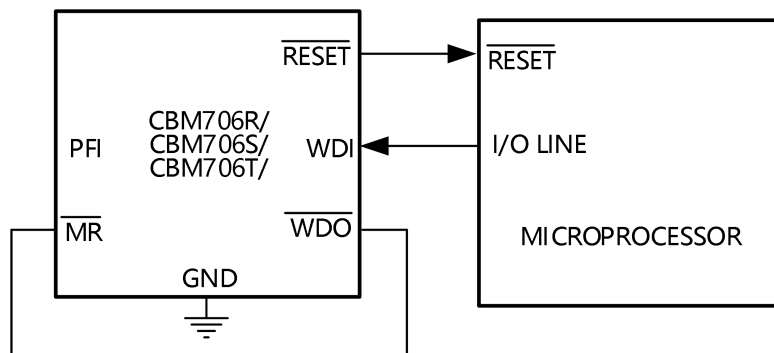 RESET
RESET
CBM706R/
PFI
CBM706S/
WDI
I/O LINE
CBM706T/
MR
WDO
MICROPROCESSOR
GND